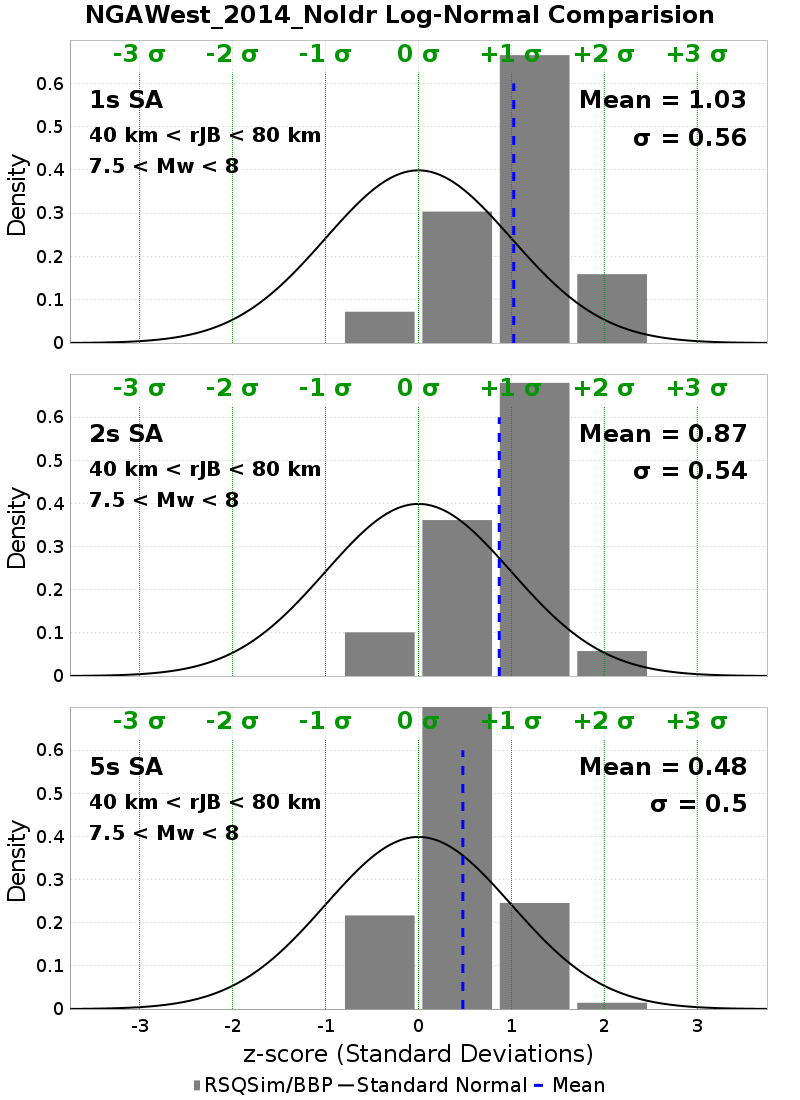 NGAWest_2014_NoIdr Log-Normal Comparision
-3 σ -2 σ -1 σ 0 σ +1 σ +2 σ +3 σ
1s SA Mean = 1.03
40 km < rJB < 80 km σ = 0.56
7.5 < Mw < 8
Density
0.6
0.5
0.4
0.3
0.2
0.1
0
-3 σ -2 σ -1 σ 0 σ +1 σ +2 σ +3 σ
2s SA Mean = 0.87
40 km < rJB < 80 km σ = 0.54
7.5 < Mw < 8
Density
0.6
0.5
0.4
0.3
0.2
0.1
0
-3 σ -2 σ -1 σ 0 σ +1 σ +2 σ +3 σ
5s SA Mean = 0.48
40 km < rJB < 80 km σ = 0.5
7.5 < Mw < 8
Density
0.6
0.5
0.4
0.3
0.2
0.1
0
-3 -2 -1 0 1 2 3
z-score (Standard Deviations)
RSQSim/BBP Standard Normal Mean